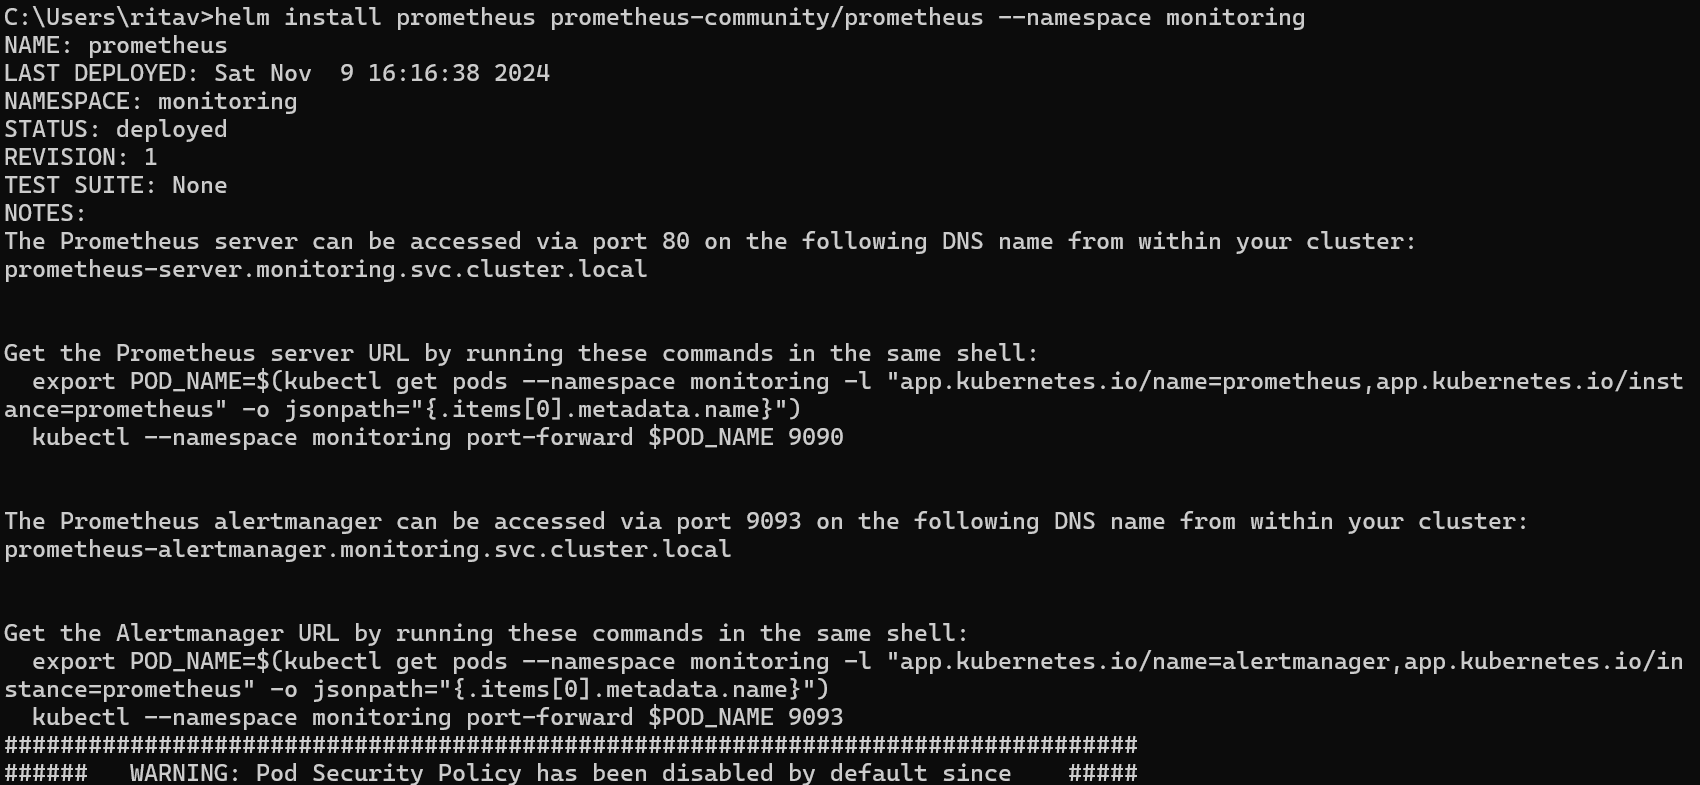 C:\Users\ritav>helm install prometheus prometheus-community/prometheus --namespace monitoring
NAME: prometheus
LAST DEPLOYED: Sat Nov  9 16:16:38 2024
NAMESPACE: monitoring
STATUS: deployed
REVISION: 1
TEST SUITE: None
NOTES:
The Prometheus server can be accessed via port 80 on the following DNS name from within your cluster:
prometheus-server.monitoring.svc.cluster.local
Get the Prometheus server URL by running these commands in the same shell:
  export POD_NAME=$(kubectl get pods --namespace monitoring -l "app.kubernetes.io/name=prometheus,app.kubernetes.io/inst
ance=prometheus" -o jsonpath="{.items[0].metadata.name}")
  kubectl --namespace monitoring port-forward $POD_NAME 9090
The Prometheus alertmanager can be accessed via port 9093 on the following DNS name from within your cluster:
prometheus-alertmanager.monitoring.svc.cluster.local
Get the Alertmanager URL by running these commands in the same shell:
  export POD_NAME=$(kubectl get pods --namespace monitoring -l "app.kubernetes.io/name=alertmanager,app.kubernetes.io/in
stance=prometheus" -o jsonpath="{.items[0].metadata.name}")
  kubectl --namespace monitoring port-forward $POD_NAME 9093
#################################################################################
######   WARNING: Pod Security Policy has been disabled by default since    #####